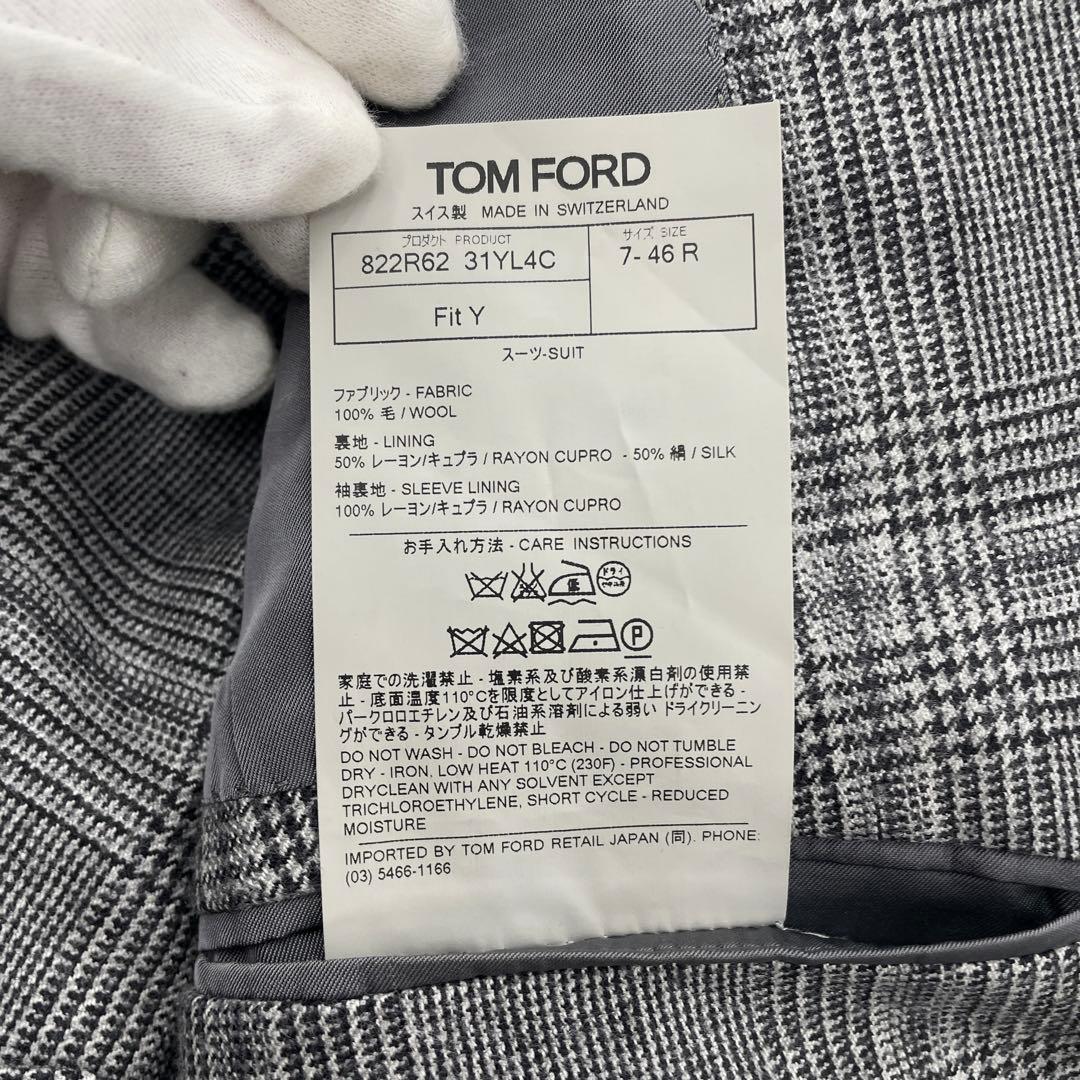 TOM FORD
スイス製 MADE IN SWITZERLAND
プロダクト PRODUCT
822R62 31YL4C
サイズ SIZE
7- 46 R
Fit Y
スーツ-SUIT
ファブリック - FABRIC
100% 毛 / WOOL
裏地 - LINING
50% レーヨン/キュプラ / RAYON CUPRO - 50% 絹 / SILK
袖裏地 - SLEEVE LINING
100% レーヨン/キュプラ / RAYON CUPRO
お手入れ方法 - CARE INSTRUCTIONS
低 ドライ
P
家庭での洗濯禁止 - 塩素系及び酸素系漂白剤の使用禁
止 - 底面温度110°Cを限度としてアイロン仕上げができる -
パークロロエチレン及び石油系溶剤による弱い ドライクリーニン
グができる - タンブル乾燥禁止
DO NOT WASH - DO NOT BLEACH - DO NOT TUMBLE
DRY - IRON, LOW HEAT 110°C (230F) - PROFESSIONAL
DRYCLEAN WITH ANY SOLVENT EXCEPT
TRICHLOROETHYLENE, SHORT CYCLE - REDUCED
MOISTURE
IMPORTED BY TOM FORD RETAIL JAPAN (同). PHONE:
(03) 5466-1166